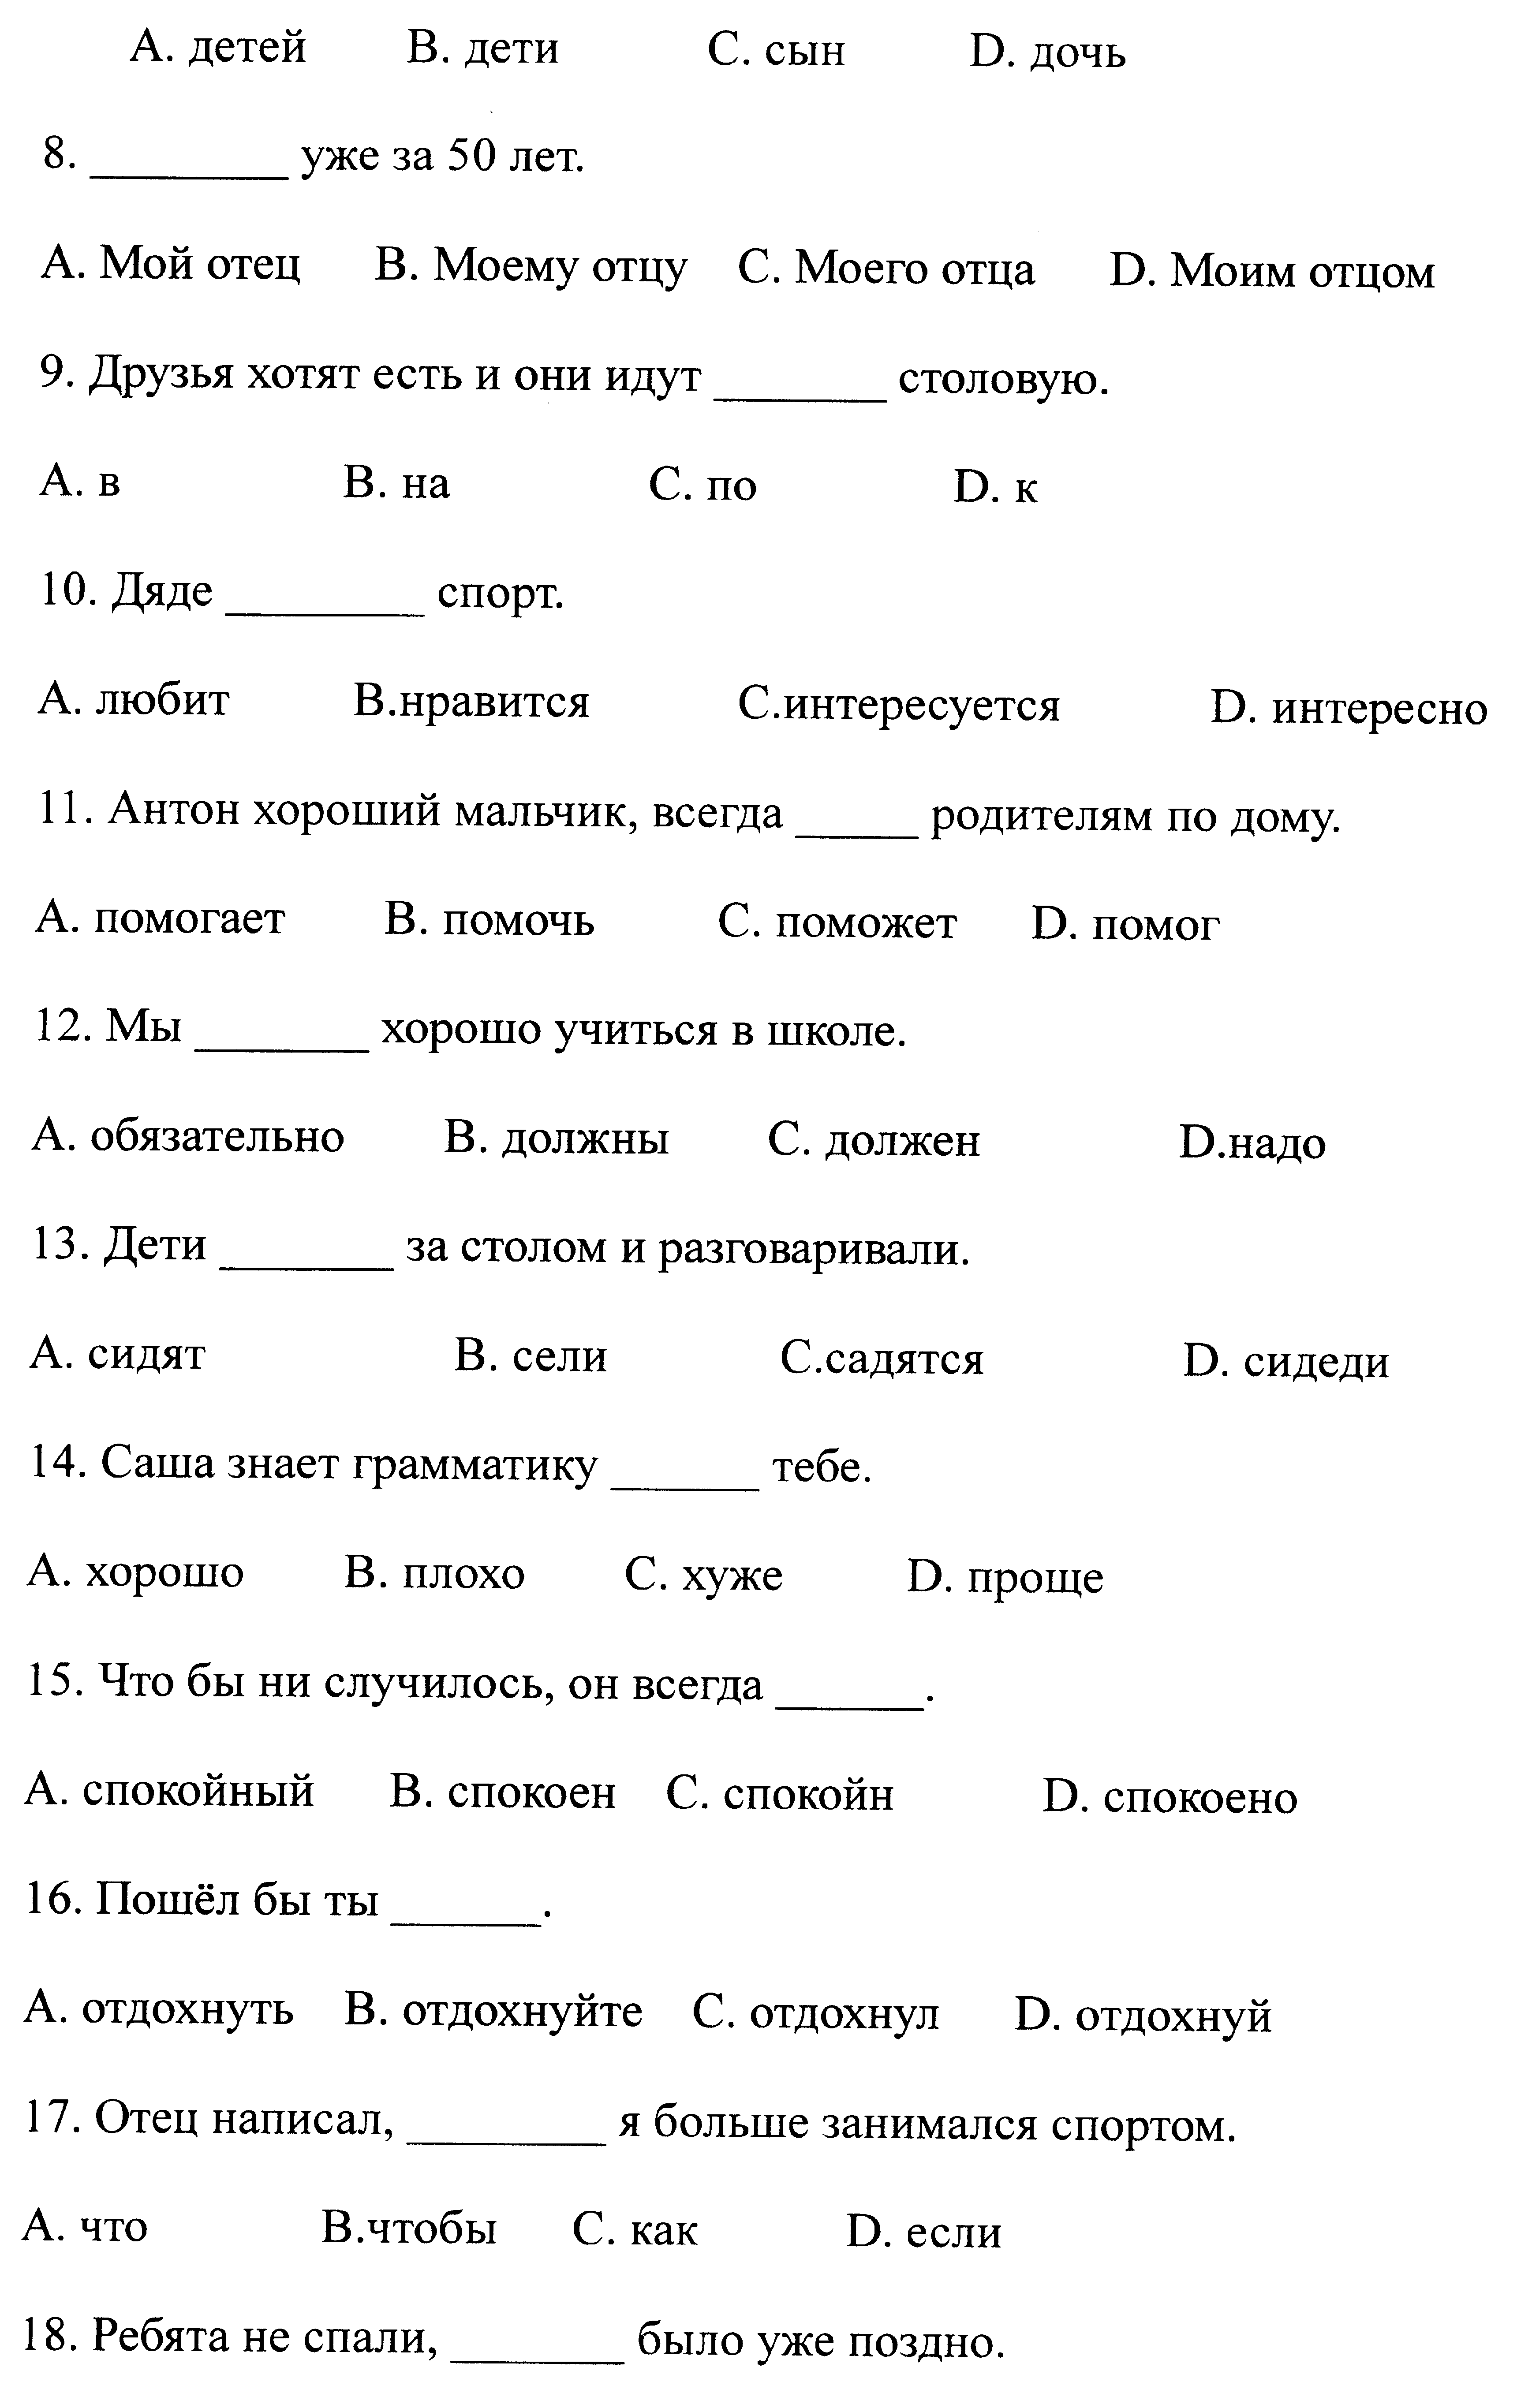 A. детей B. дети C. сын D. дочь
8. ________ уже за 50 лет.
A. Мой отец B. Моему отцу C. Моего отца D. Моим отцом
9. Друзья хотят есть и они идут _______ столовую.
A. в B. на C. по D. к
10. Дяде ________ спорт.
A. любит B.нравится C.интересуется D. интересно
11. Антон хороший мальчик, всегда _____ родителям по дому.
A. помогает B. помочь C. поможет D. помог
12. Мы _______ хорошо учиться в школе.
A. обязательно B. должны C. должен D.надо
13. Дети _______ за столом и разговаривали.
A. сидят B. сели C.садятся D. сидеди
14. Саша знает грамматику ______ тебе.
A. хорошо B. плохо C. хуже D. проще
15. Что бы ни случилось, он всегда ______.
A. спокойный B. спокоен C. спокойн D. спокоено
16. Пошёл бы ты ______.
A. отдохнуть B. отдохнуйте C. отдохнул D. отдохнуй
17. Отец написал, ________ я больше занимался спортом.
A. что B.чтобы C. как D. если
18. Ребята не спали, _______ было уже поздно.